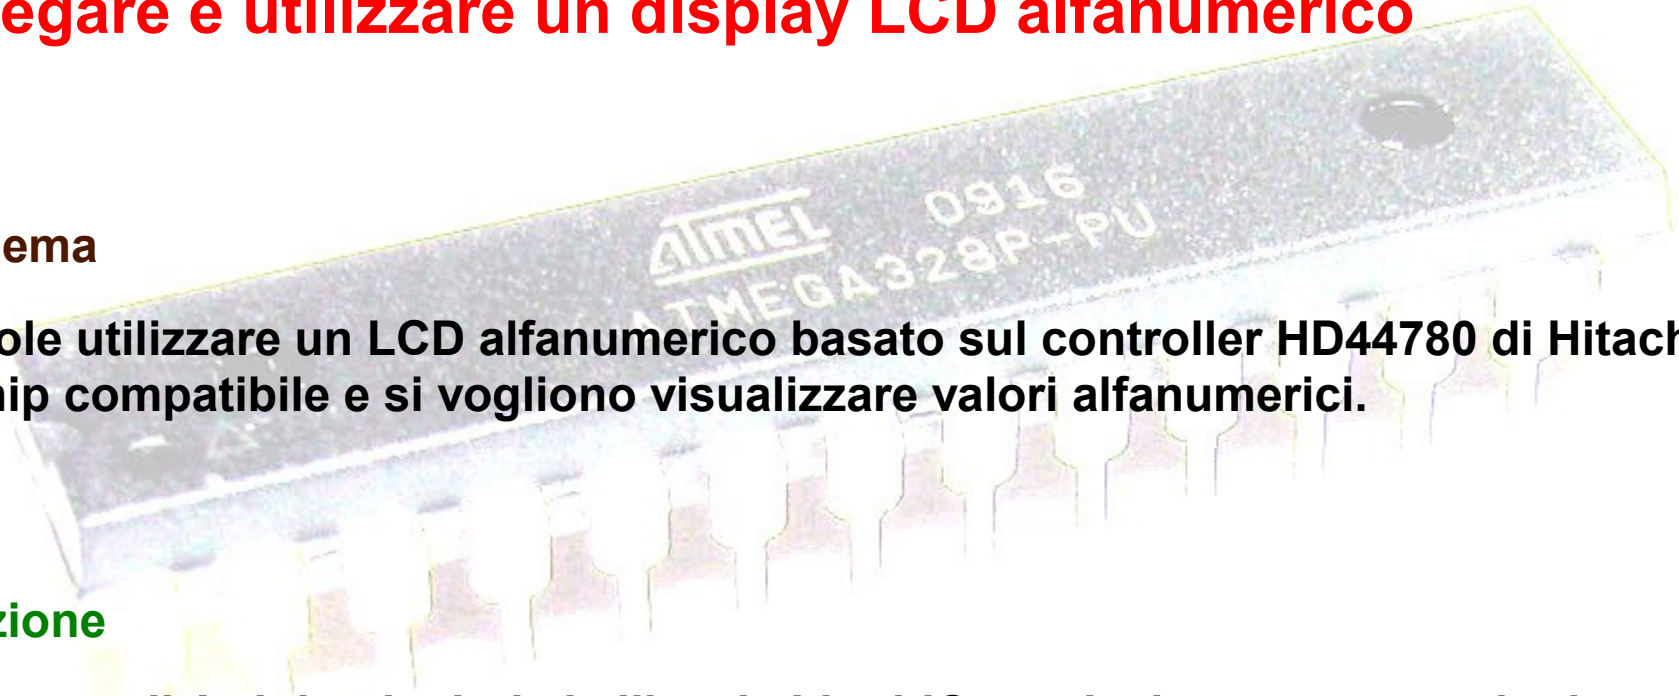 egare e utilizzare un display LCD alfanumerico
ATMEL 0916
ATMEGA328P-PU
ema
ole utilizzare un LCD alfanumerico basato sul controller HD44780 di Hitach
hip compatibile e si vogliono visualizzare valori alfanumerici.
zione